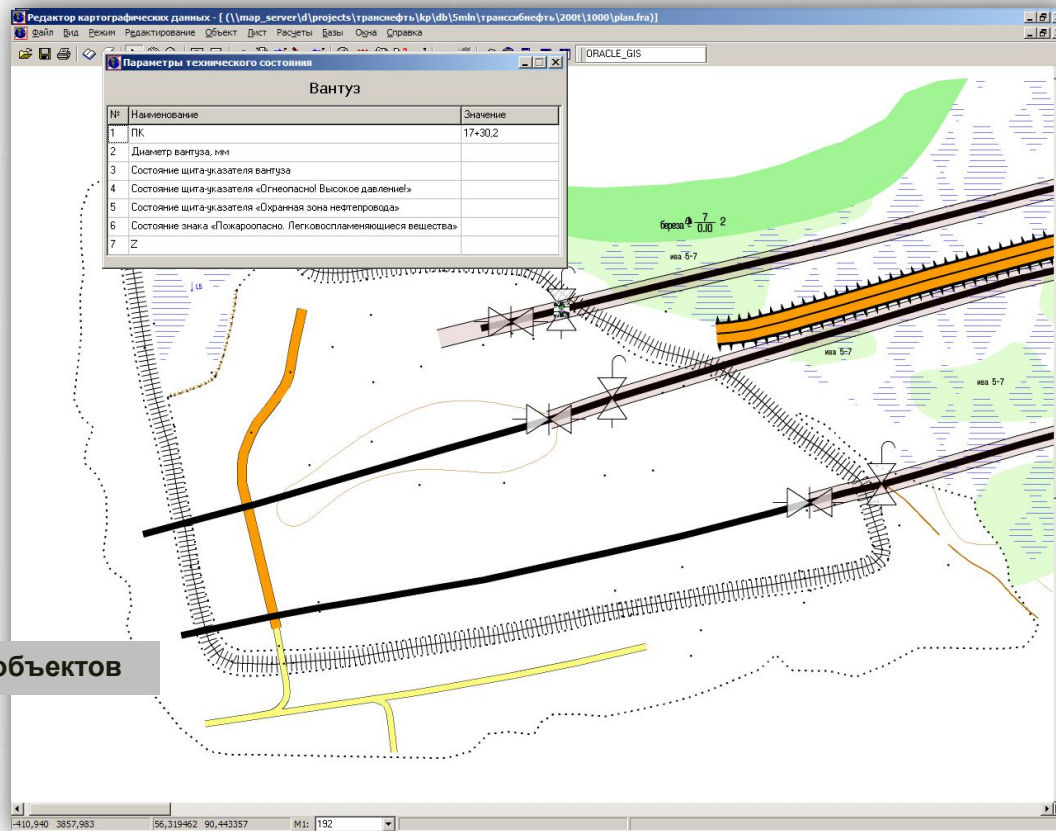 Редактор картографических данных - [ (\\map_server\d\projects\транснефть\kp\db\5mln\транссибнефть\200t\1000\plan.fra)]
Файл Вид Режим Редактирование Объект Лист Расчеты Базы Окна Справка
ORACLE_GIS
Параметры технического состояния
Вантуз
№ Наименование Значение
1 ПК 17+30,2
2 Диаметр вантуза, мм
3 Состояние щита-указателя вантуза
4 Состояние щита-указателя «Огнеопасно! Высокое давление!»
5 Состояние щита-указателя «Охранная зона нефтепровода»
6 Состояние знака «Пожароопасно. Легковоспламеняющиеся вещества»
7 Z
береза 7 2
0.10
ива 5-7
1,5
ива 5-7
ива 5-7
объектов
-410,940 3857,983 56,319462 90,443357 М1: 192